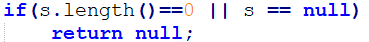 if(s.length()==0 || s == null)
return null;